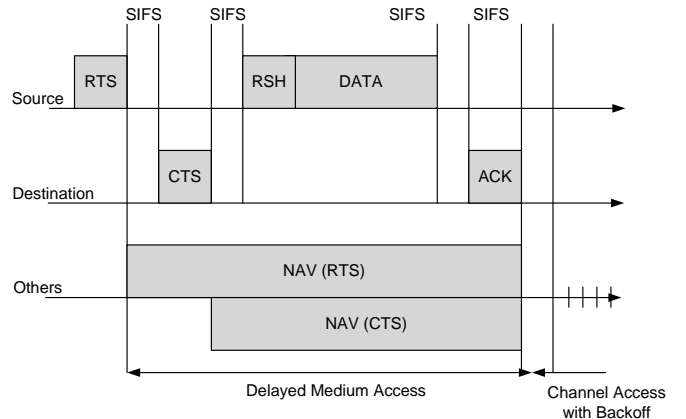 SIFS SIFS SIFS SIFS
RTS RSH DATA
Source
CTS ACK
Destination
NAV (RTS)
Others
NAV (CTS)
Delayed Medium Access
Channel Access
with Backoff